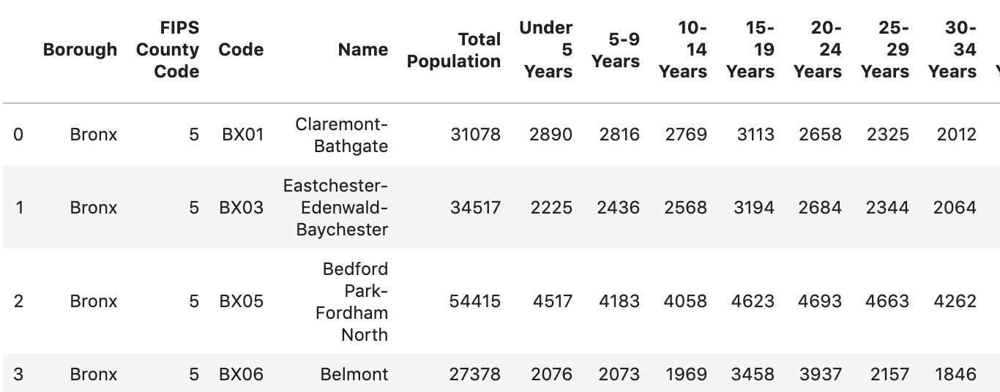 Borough FIPS County Code Code Name Total Population Under 5 Years 5-9 Years 10-14 Years 15-19 Years 20-24 Years 25-29 Years 30-34 Years
0 Bronx 5 BX01 Claremont-Bathgate 31078 2890 2816 2769 3113 2658 2325 2012
1 Bronx 5 BX03 Eastchester-Edenwald-Baychester 34517 2225 2436 2568 3194 2684 2344 2064
2 Bronx 5 BX05 Bedford Park-Fordham North 54415 4517 4183 4058 4623 4693 4663 4262
3 Bronx 5 BX06 Belmont 27378 2076 2073 1969 3458 3937 2157 1846